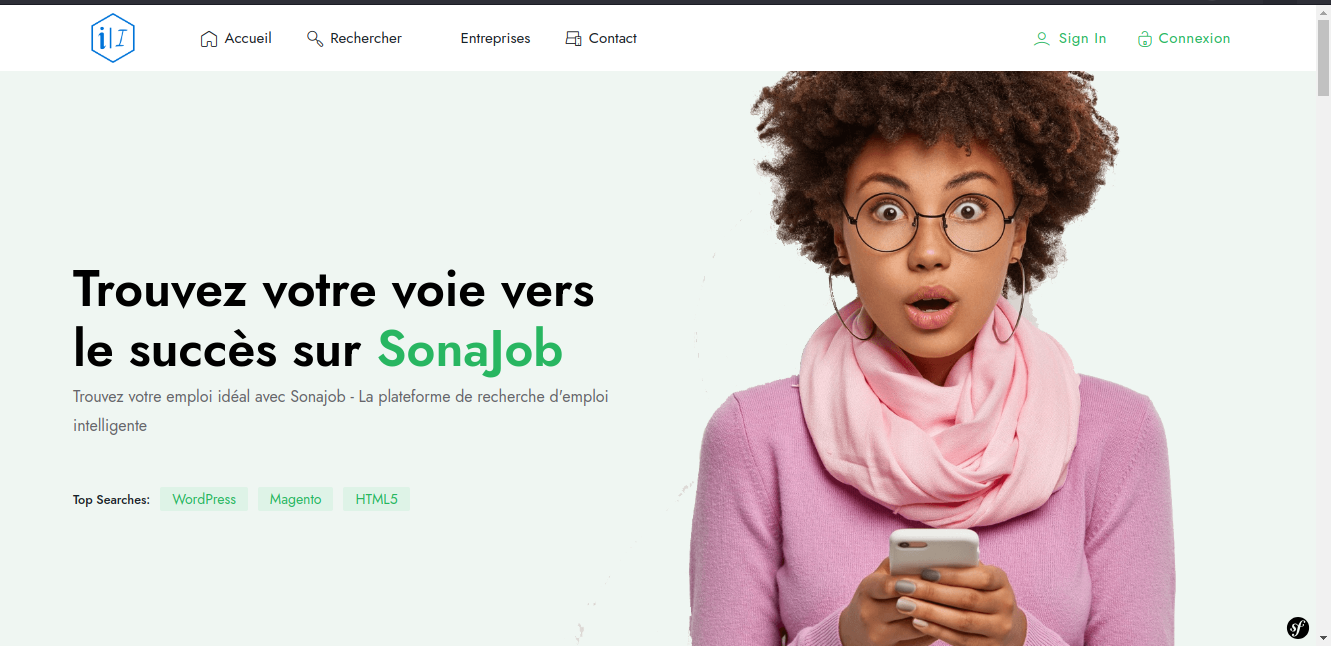 iII
Accueil
Rechercher
Entreprises
Contact
Sign In
Connexion
Trouvez votre voie vers
le succès sur SonaJob
Trouvez votre emploi idéal avec Sonajob - La plateforme de recherche d'emploi
intelligente
Top Searches: WordPress Magento HTML5
sf